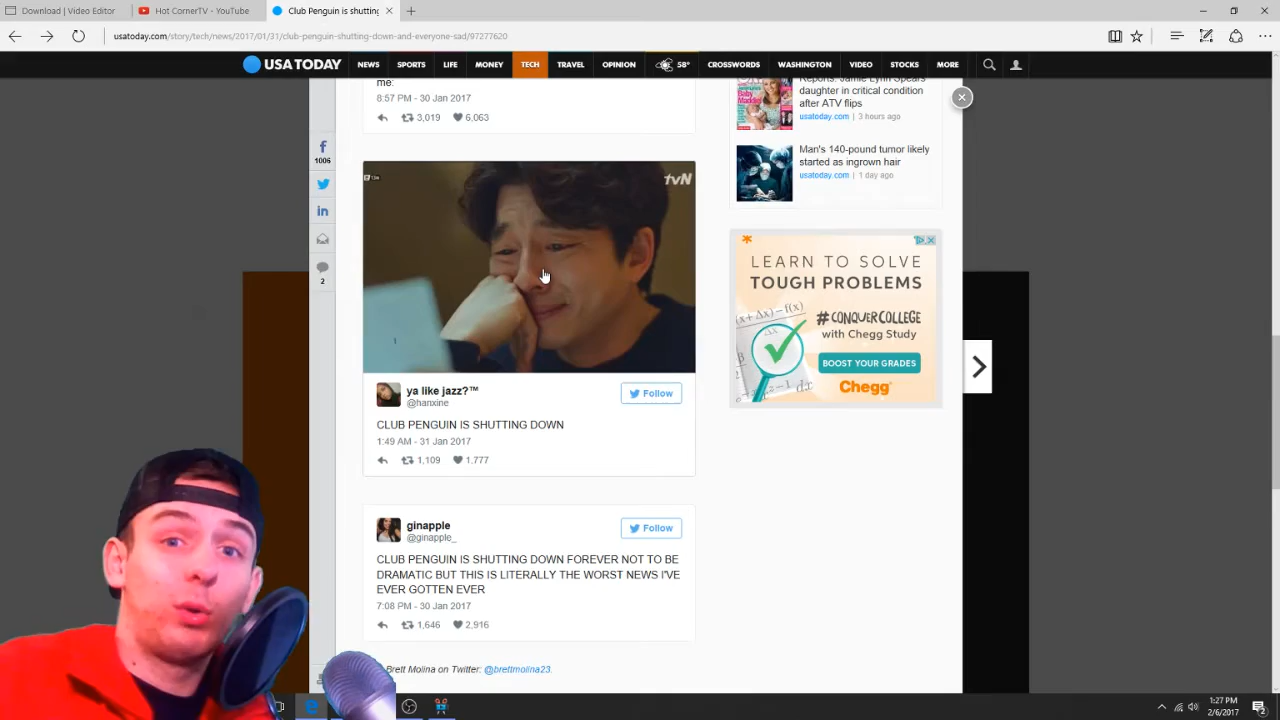 Download Video Editor
Hot CornerTV - YouTube
Club Penguin is shuttin
usatoday.com/story/tech/news/2017/01/31/club-penguin-shutting-down-and-everyone-sad/97277620
USA TODAY
NEWS
SPORTS
LIFE
MONEY
TECH
TRAVEL
OPINION
58°
CROSSWORDS
WASHINGTON
VIDEO
STOCKS
MORE
me:
8:57 PM - 30 Jan 2017
3,019
6,063
1006
2
tvN
ya like jazz?™
@hanxine
Follow
CLUB PENGUIN IS SHUTTING DOWN
1:49 AM - 31 Jan 2017
1,109
1,777
ginapple
@ginapple_
Follow
CLUB PENGUIN IS SHUTTING DOWN FOREVER NOT TO BE
DRAMATIC BUT THIS IS LITERALLY THE WORST NEWS I'VE
EVER GOTTEN EVER
7:08 PM - 30 Jan 2017
1,646
2,916
Brett Molina on Twitter: @brettmolina23.
Reports: Jamie Lynn Spears
daughter in critical condition
after ATV flips
usatoday.com | 3 hours ago
Man's 140-pound tumor likely
started as ingrown hair
usatoday.com | 1 day ago
LEARN TO SOLVE
TOUGH PROBLEMS
#CONQUERCOLLEGE
with Chegg Study
BOOST YOUR GRADES
Chegg
1:27 PM
2/6/2017